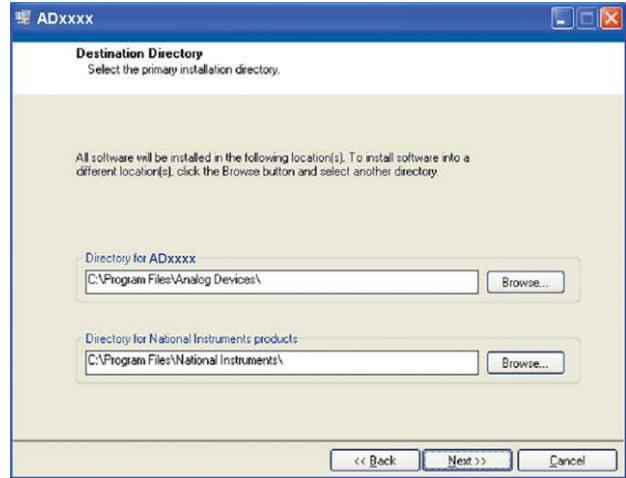 ADxxxx
Destination Directory
Select the primary installation directory.
All software will be installed in the following location(s). To install software into a
different location(s), click the Browse button and select another directory.
Directory for ADxxxx
C:\Program Files\Analog Devices\
Browse...
Directory for National Instruments products
C:\Program Files\National Instruments\
Browse...
<< Back Next >> Cancel